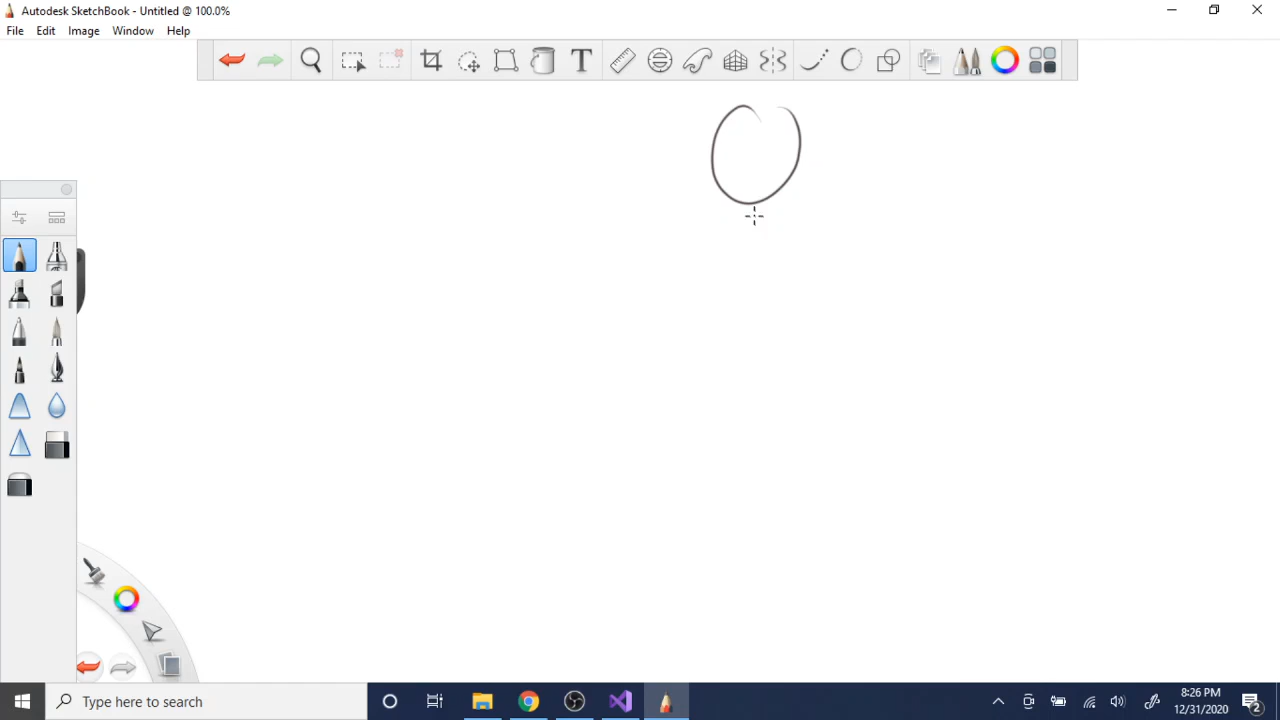 Autodesk SketchBook - Untitled @ 100.0%
File Edit Image Window Help
T
Type here to search
8:26 PM
12/31/2020
2